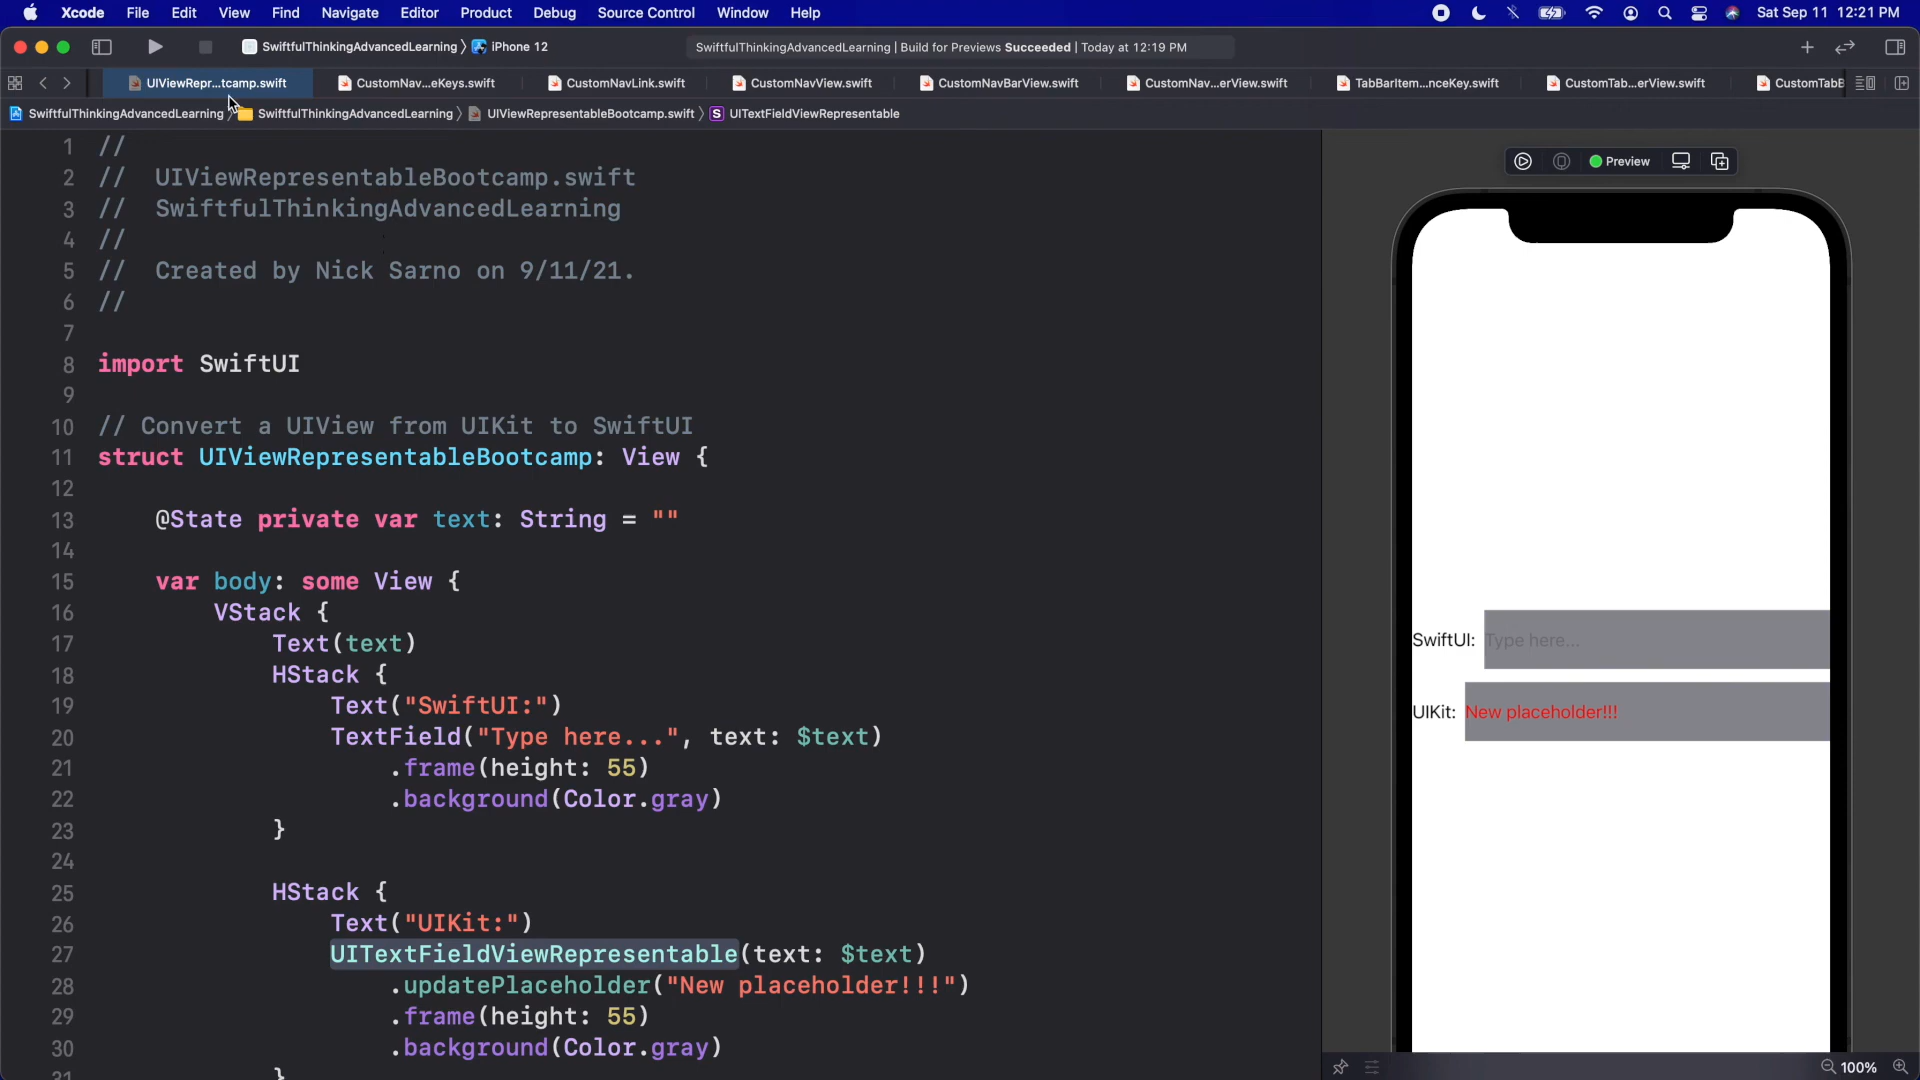 Xcode File Edit View Find Navigate Editor Product Debug Source Control Window Help Sat Sep 11 12:21 PM
SwiftfulThinkingAdvancedLearning iPhone 12 SwiftfulThinkingAdvancedLearning | Build for Previews Succeeded | Today at 12:19 PM
UIViewRepr...tcamp.swift CustomNav...eKeys.swift CustomNavLink.swift CustomNavView.swift CustomNavBarView.swift CustomNav...erView.swift TabBarItem...nceKey.swift CustomTab...erView.swift CustomTabB
SwiftfulThinkingAdvancedLearning SwiftfulThinkingAdvancedLearning UIViewRepresentableBootcamp.swift S UITextFieldViewRepresentable
1 //
2 // UIViewRepresentableBootcamp.swift
3 // SwiftfulThinkingAdvancedLearning
4 //
5 // Created by Nick Sarno on 9/11/21.
6 //
7
8 import SwiftUI
9
10 // Convert a UIView from UIKit to SwiftUI
11 struct UIViewRepresentableBootcamp: View {
12
13 @State private var text: String = ""
14
15 var body: some View {
16 VStack {
17 Text(text)
18 HStack {
19 Text("SwiftUI:")
20 TextField("Type here...", text: $text)
21 .frame(height: 55)
22 .background(Color.gray)
23 }
24
25 HStack {
26 Text("UIKit:")
27 UITextFieldViewRepresentable(text: $text)
28 .updatePlaceholder("New placeholder!!!")
29 .frame(height: 55)
30 .background(Color.gray)
31 }
Preview
SwiftUI: Type here...
UIKit: New placeholder!!!
100%